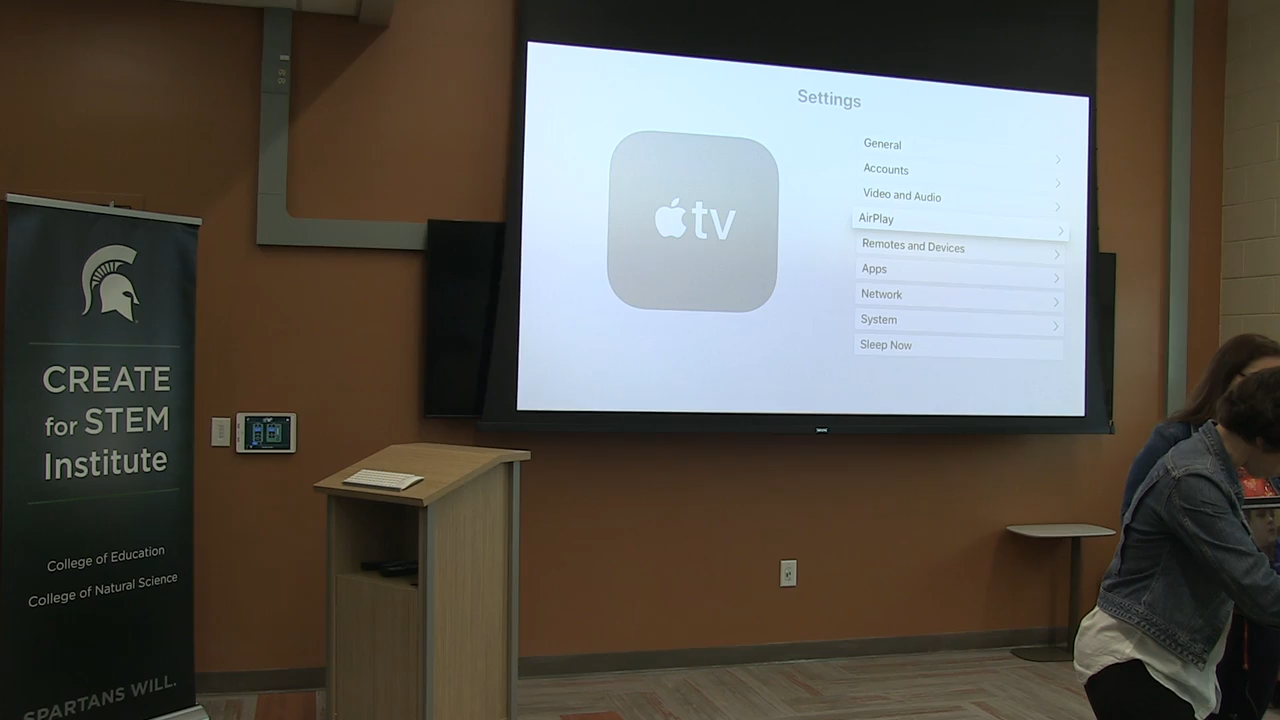 Settings
tv
General
Accounts
Video and Audio
AirPlay
Remotes and Devices
Apps
Network
System
Sleep Now
CREATE
for STEM
Institute
College of Education
College of Natural Science
SPARTANS WILL.